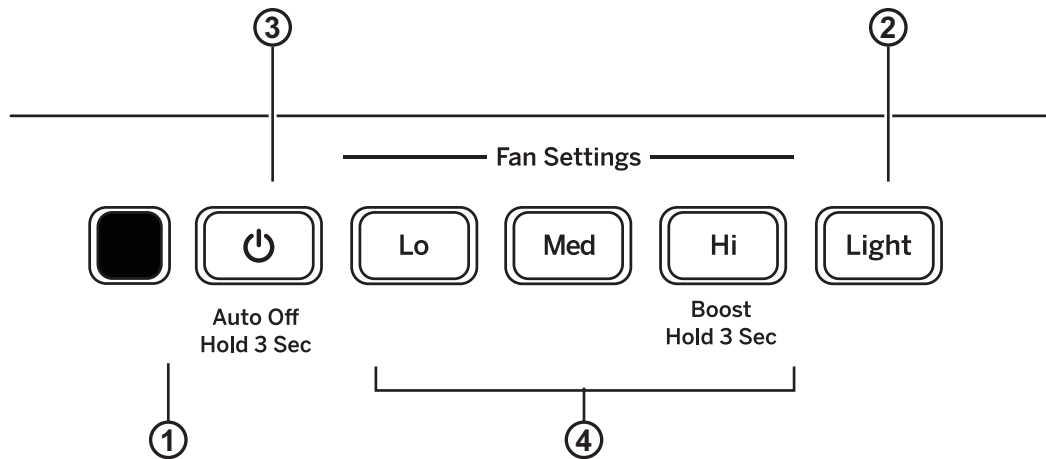 3 2
Fan Settings
Lo Med Hi Light
Auto Off
Hold 3 Sec
Boost
Hold 3 Sec
1 4